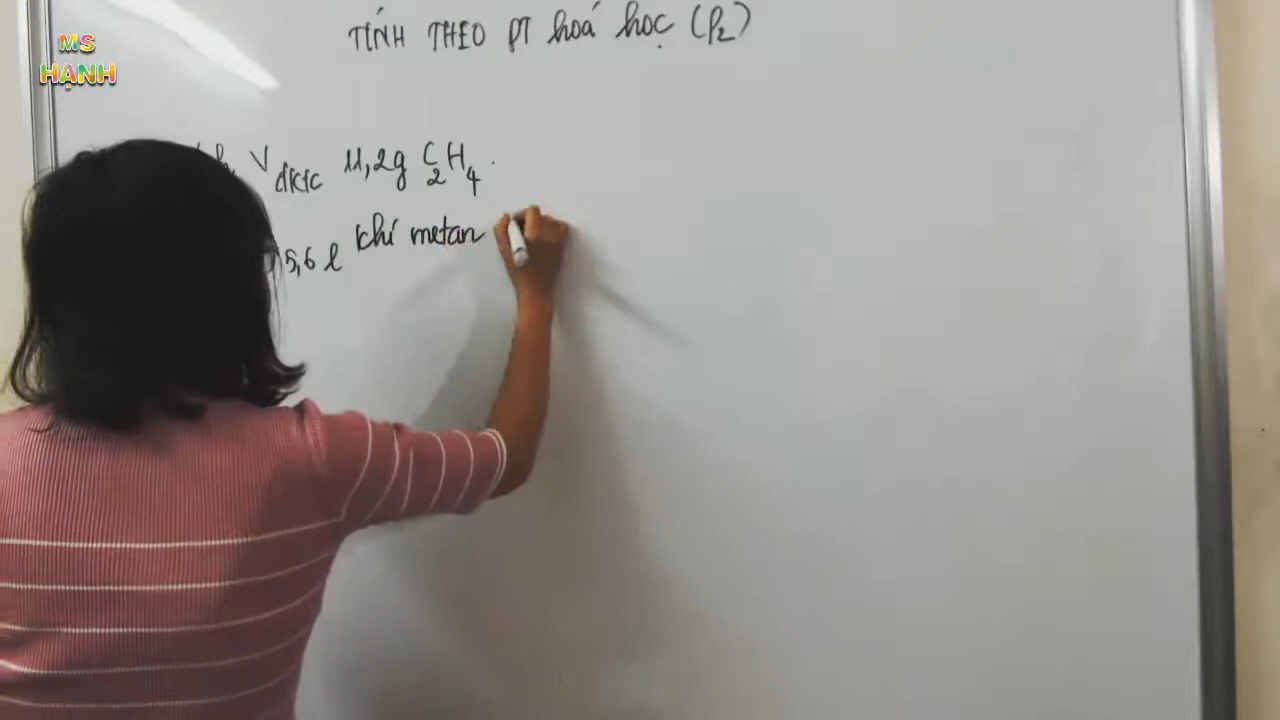 MS
HẠNH
TÍNH THEO PT hoá học (P2)
V đktc 11,2g C2H4.
5,6 l khí metan